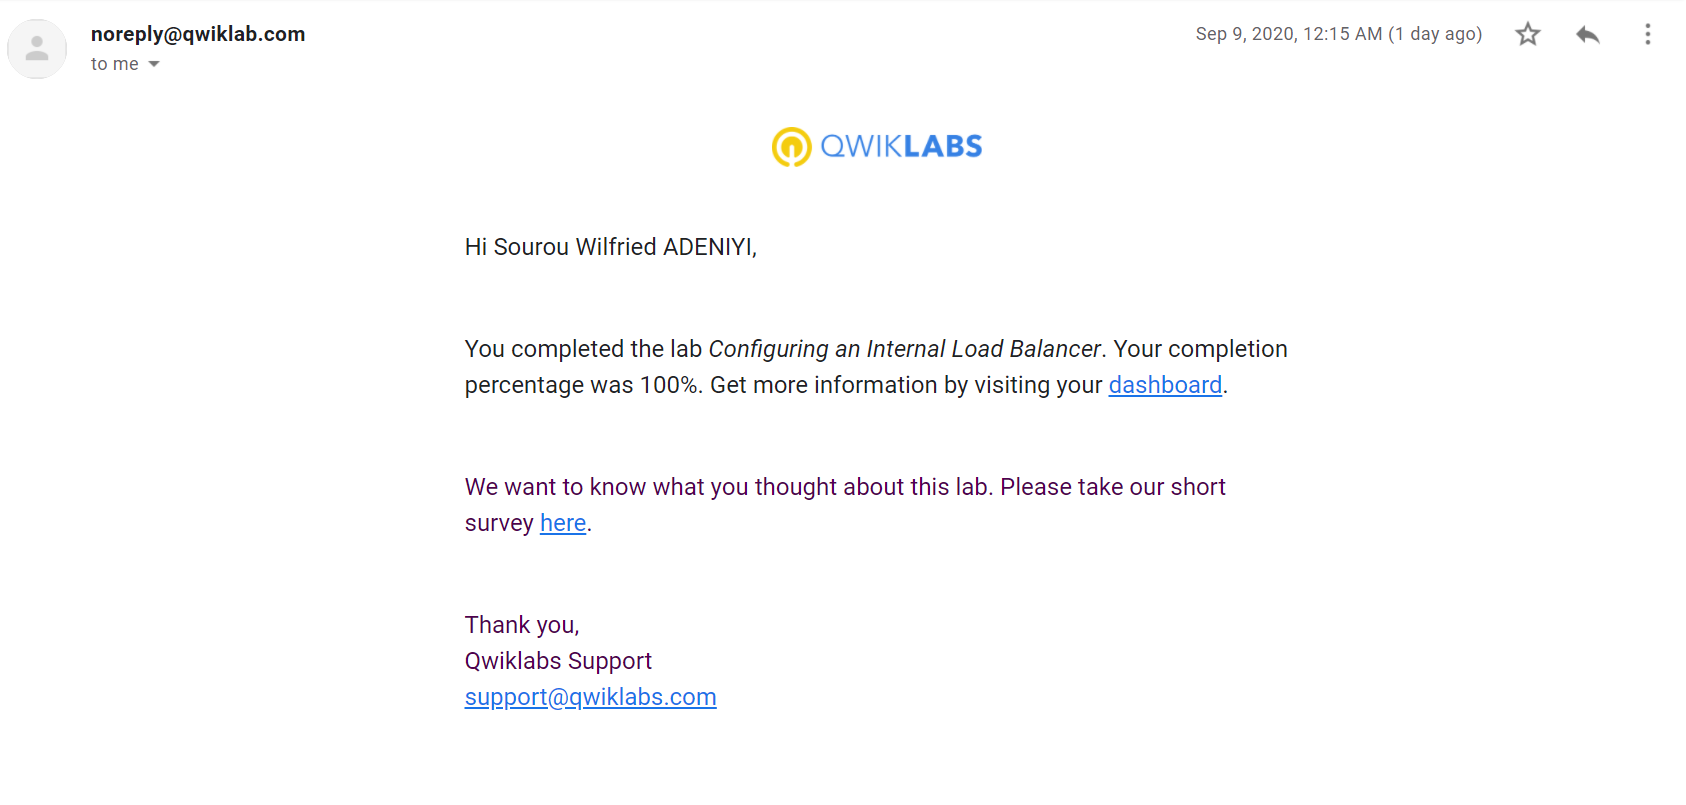 noreply@qwiklab.com
Sep 9, 2020, 12:15 AM (1 day ago)
to me
QWIKLABS
Hi Sourou Wilfried ADENIYI,
You completed the lab Configuring an Internal Load Balancer. Your completion
percentage was 100%. Get more information by visiting your dashboard.
We want to know what you thought about this lab. Please take our short
survey here.
Thank you,
Qwiklabs Support
support@qwiklabs.com